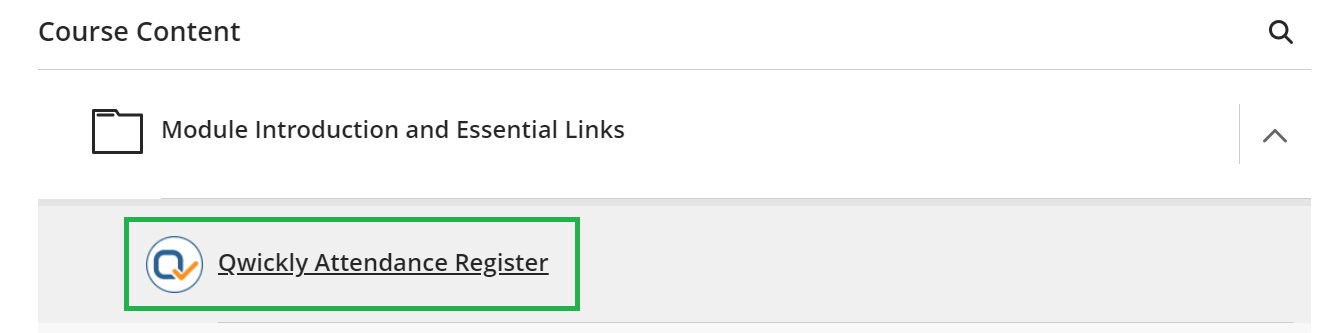 Course Content
Module Introduction and Essential Links
Qwickly Attendance Register